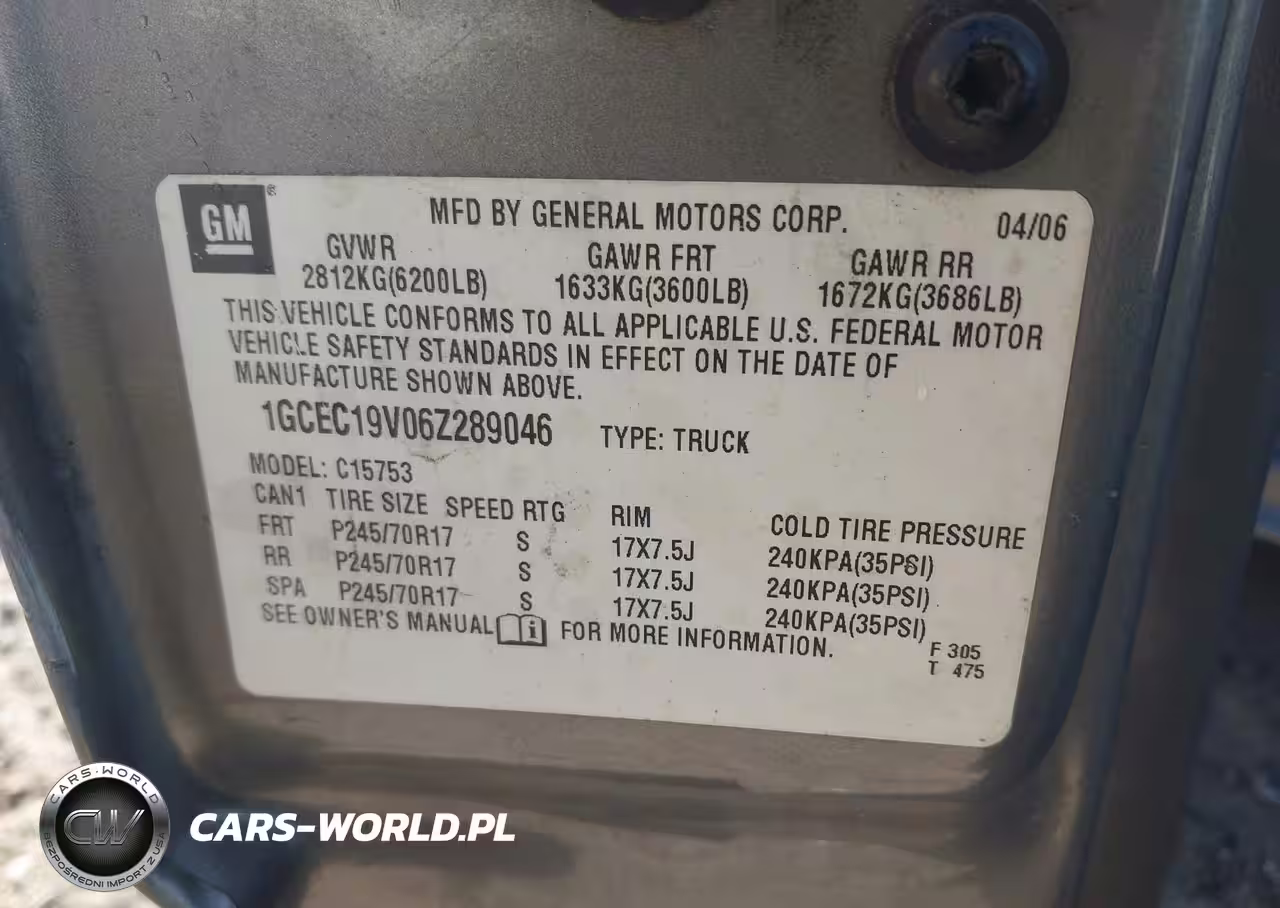 GM ®
MFD BY GENERAL MOTORS CORP. 04/06
GVWR GAWR FRT GAWR RR
2812KG(6200LB) 1633KG(3600LB) 1672KG(3686LB)
THIS VEHICLE CONFORMS TO ALL APPLICABLE U.S. FEDERAL MOTOR
VEHICLE SAFETY STANDARDS IN EFFECT ON THE DATE OF
MANUFACTURE SHOWN ABOVE.
1GCEC19V06Z289046 TYPE: TRUCK
MODEL: C15753
CAN1 TIRE SIZE SPEED RTG RIM COLD TIRE PRESSURE
FRT P245/70R17 S 17X7.5J 240KPA(35PSI)
RR P245/70R17 S 17X7.5J 240KPA(35PSI)
SPA P245/70R17 S 17X7.5J 240KPA(35PSI)
SEE OWNER'S MANUAL i FOR MORE INFORMATION.
F 305
T 475
CARS-WORLD
CW
BEZPOŚREDNI IMPORT Z USA
CARS-WORLD.PL